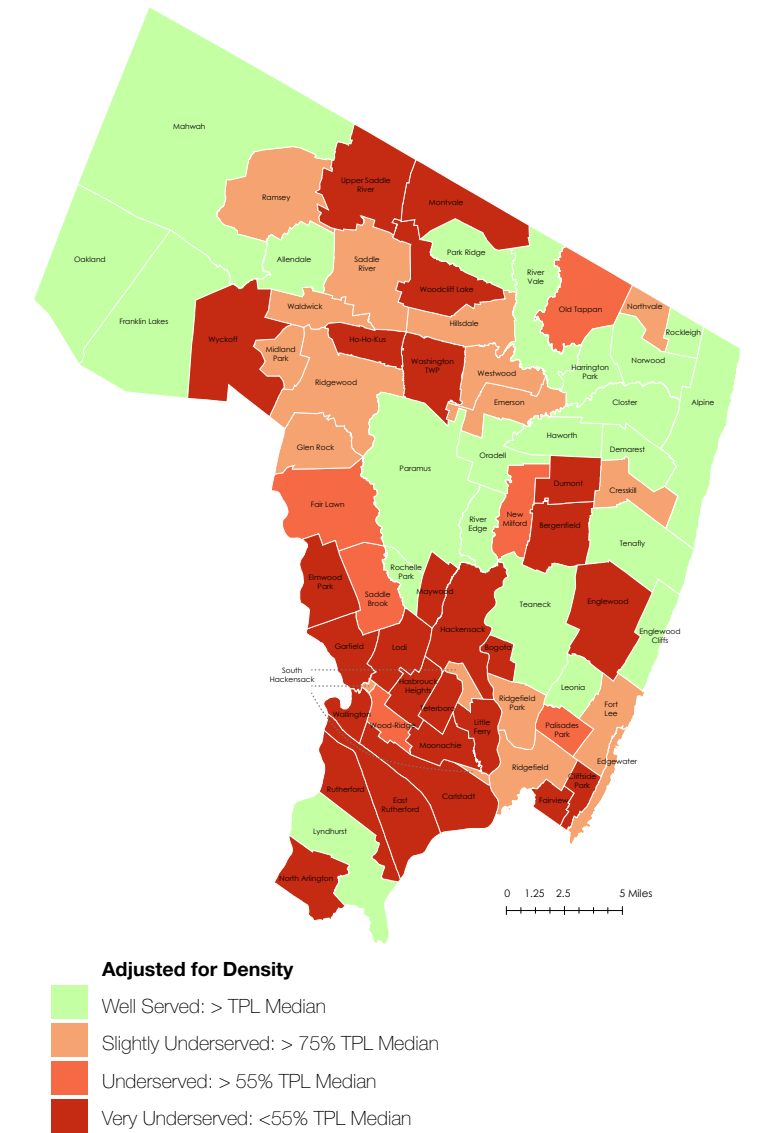 Mahwah
Upper Saddle
River
Ramsey
Montvale
Park Ridge
Oakland
Allendale
Saddle
River
River
Vale
Woodcliff Lake
Franklin Lakes
Waldwick
Hillsdale
Old Tappan
Northvale
Rockleigh
Wyckoff
Ho-Ho-Kus
Midland
Park
Washington
TWP
Westwood
Harrington
Park
Norwood
Ridgewood
Emerson
Closter
Alpine
Glen Rock
Paramus
Oradell
Haworth
Demarest
Dumont
Cresskill
Fair Lawn
River
Edge
New
Milford
Bergenfield
Tenafly
Elmwood
Park
Saddle
Brook
Rochelle
Park
Maywood
Teaneck
Englewood
Englewood
Cliffs
Hackensack
Garfield
Lodi
Bogota
South
Hackensack
Hasbrouck
Heights
Leonia
Ridgefield
Park
Fort
Lee
Teterboro
Wallington
Wood-Ridge
Little
Ferry
Palisades
Park
Moonachie
Ridgefield
Edgewater
Cliffside
Park
Rutherford
East
Rutherford
Carlstadt
Fairview
Lyndhurst
North Arlington
0 1.25 2.5 5 Miles
Adjusted for Density
Well Served: > TPL Median
Slightly Underserved: > 75% TPL Median
Underserved: > 55% TPL Median
Very Underserved: <55% TPL Median